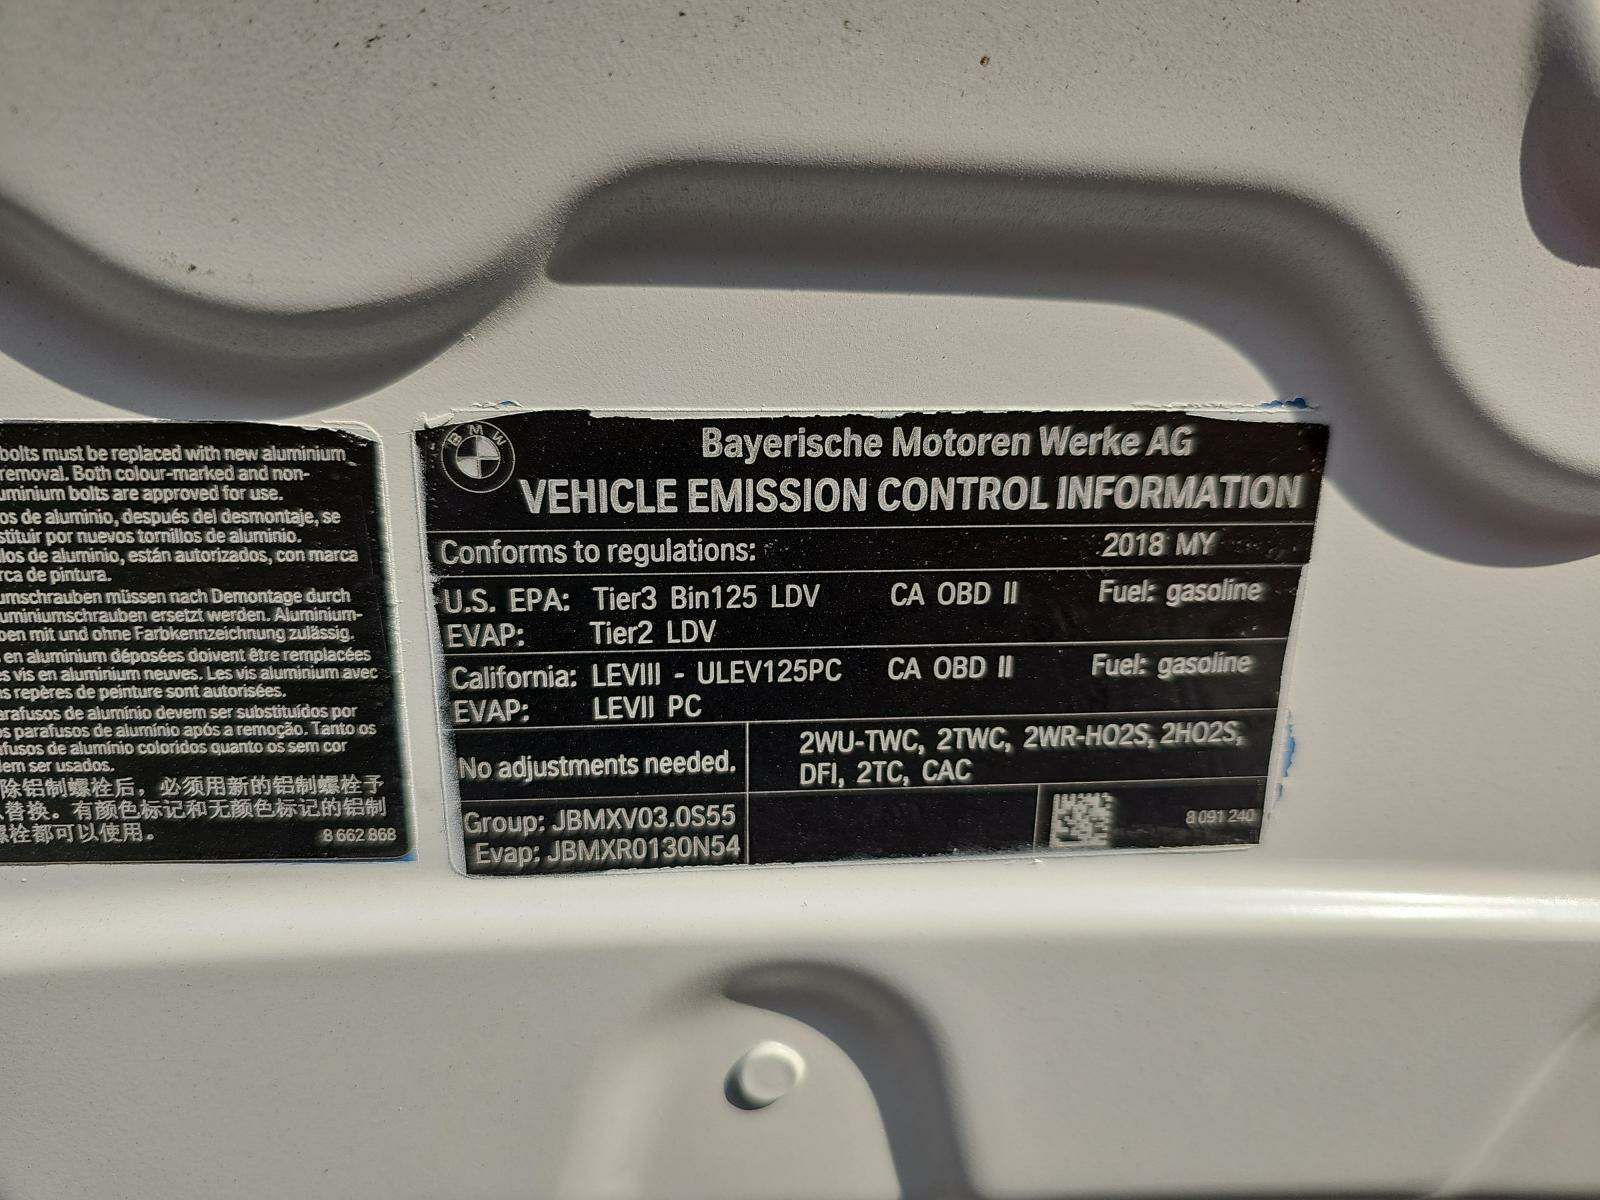 bolts must be replaced with new aluminium
removal. Both colour-marked and non-
uminium bolts are approved for use.
os de aluminio, después del desmontaje, se
stituir por nuevos tornillos de aluminio.
llos de aluminio, están autorizados, con marca
rca de pintura.
umschrauben müssen nach Demontage durch
uminiumschrauben ersetzt werden. Aluminium-
ben mit und ohne Farbkennzeichnung zulässig.
en aluminium déposées doivent être remplacées
es vis en aluminium neuves. Les vis aluminium avec
ns repères de peinture sont autorisées.
arafusos de alumínio devem ser substituídos por
os parafusos de alumínio após a remoção. Tanto os
afusos de alumínio coloridos quanto os sem cor
dem ser usados.
除铝制螺栓后，必须用新的铝制螺栓予
替换。有颜色标记和无颜色标记的铝制
螺栓都可以使用。
8 662 868
BMW
Bayerische Motoren Werke AG
VEHICLE EMISSION CONTROL INFORMATION
Conforms to regulations: 2018 MY
U.S. EPA: Tier3 Bin125 LDV CA OBD II Fuel: gasoline
EVAP: Tier2 LDV
California: LEVIII - ULEV125PC CA OBD II Fuel: gasoline
EVAP: LEVII PC
No adjustments needed.
2WU-TWC, 2TWC, 2WR-HO2S, 2HO2S,
DFI, 2TC, CAC
Group: JBMXV03.0S55
Evap: JBMXR0130N54
8 091 240